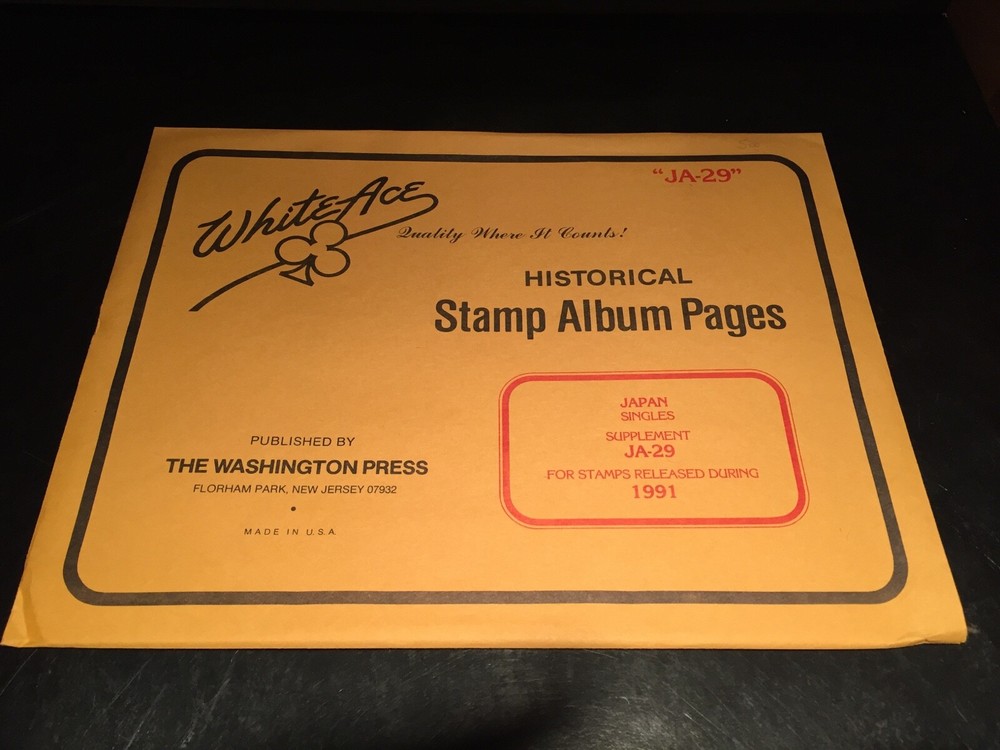 "JA-29"
White-Ace
Quality Where It Counts!
HISTORICAL
Stamp Album Pages
JAPAN
SINGLES
SUPPLEMENT
JA-29
FOR STAMPS RELEASED DURING
1991
PUBLISHED BY
THE WASHINGTON PRESS
FLORHAM PARK, NEW JERSEY 07932
•
MADE IN U.S.A.